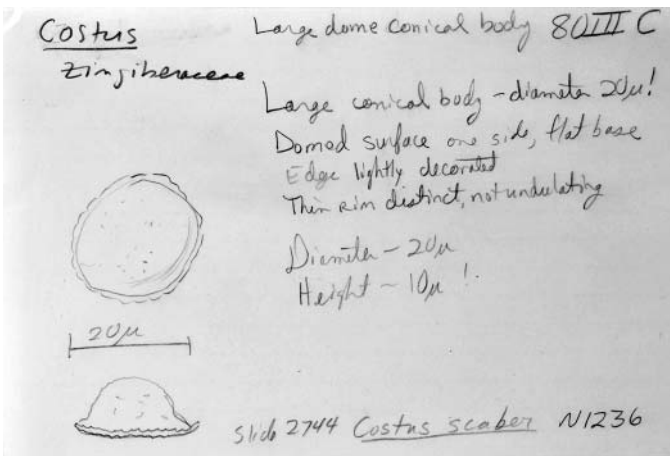 Costus
Zingiberaceae
Large dome conical body 80III C
Large conical body - diameter 20µ!
Domed surface one side, flat base
Edge lightly decorated
Thin rim distinct, not undulating
Diameter - 20µ
Height - 10µ!
20µ
Slide 2744 Costus scaber N1236